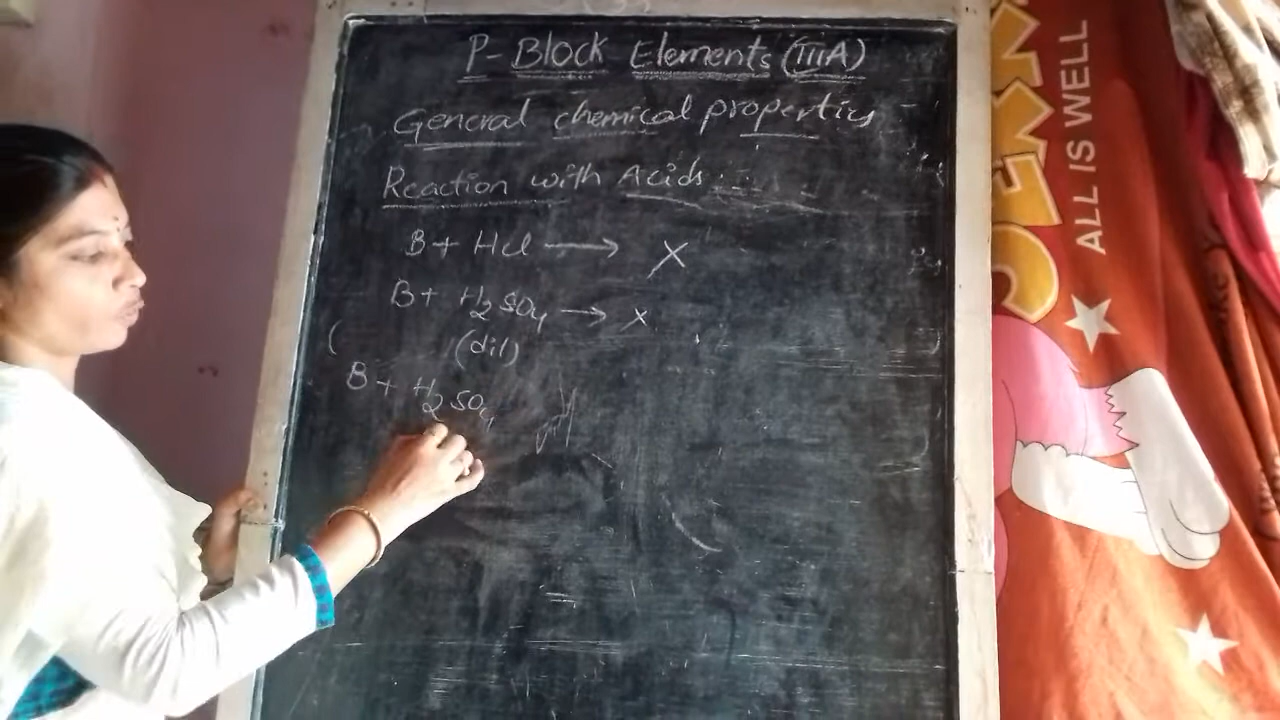 P-Block Elements (IIIA)
General chemical properties
Reaction with Acids
B + HCl ⟶ X
B + H₂SO₄ ⟶ x
(dil)
B + H₂SO₄
ALL IS WELL